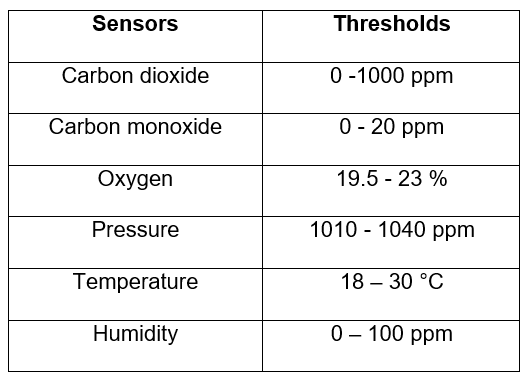 Sensors Thresholds
Carbon dioxide 0 -1000 ppm
Carbon monoxide 0 - 20 ppm
Oxygen 19.5 - 23 %
Pressure 1010 - 1040 ppm
Temperature 18 – 30 °C
Humidity 0 – 100 ppm